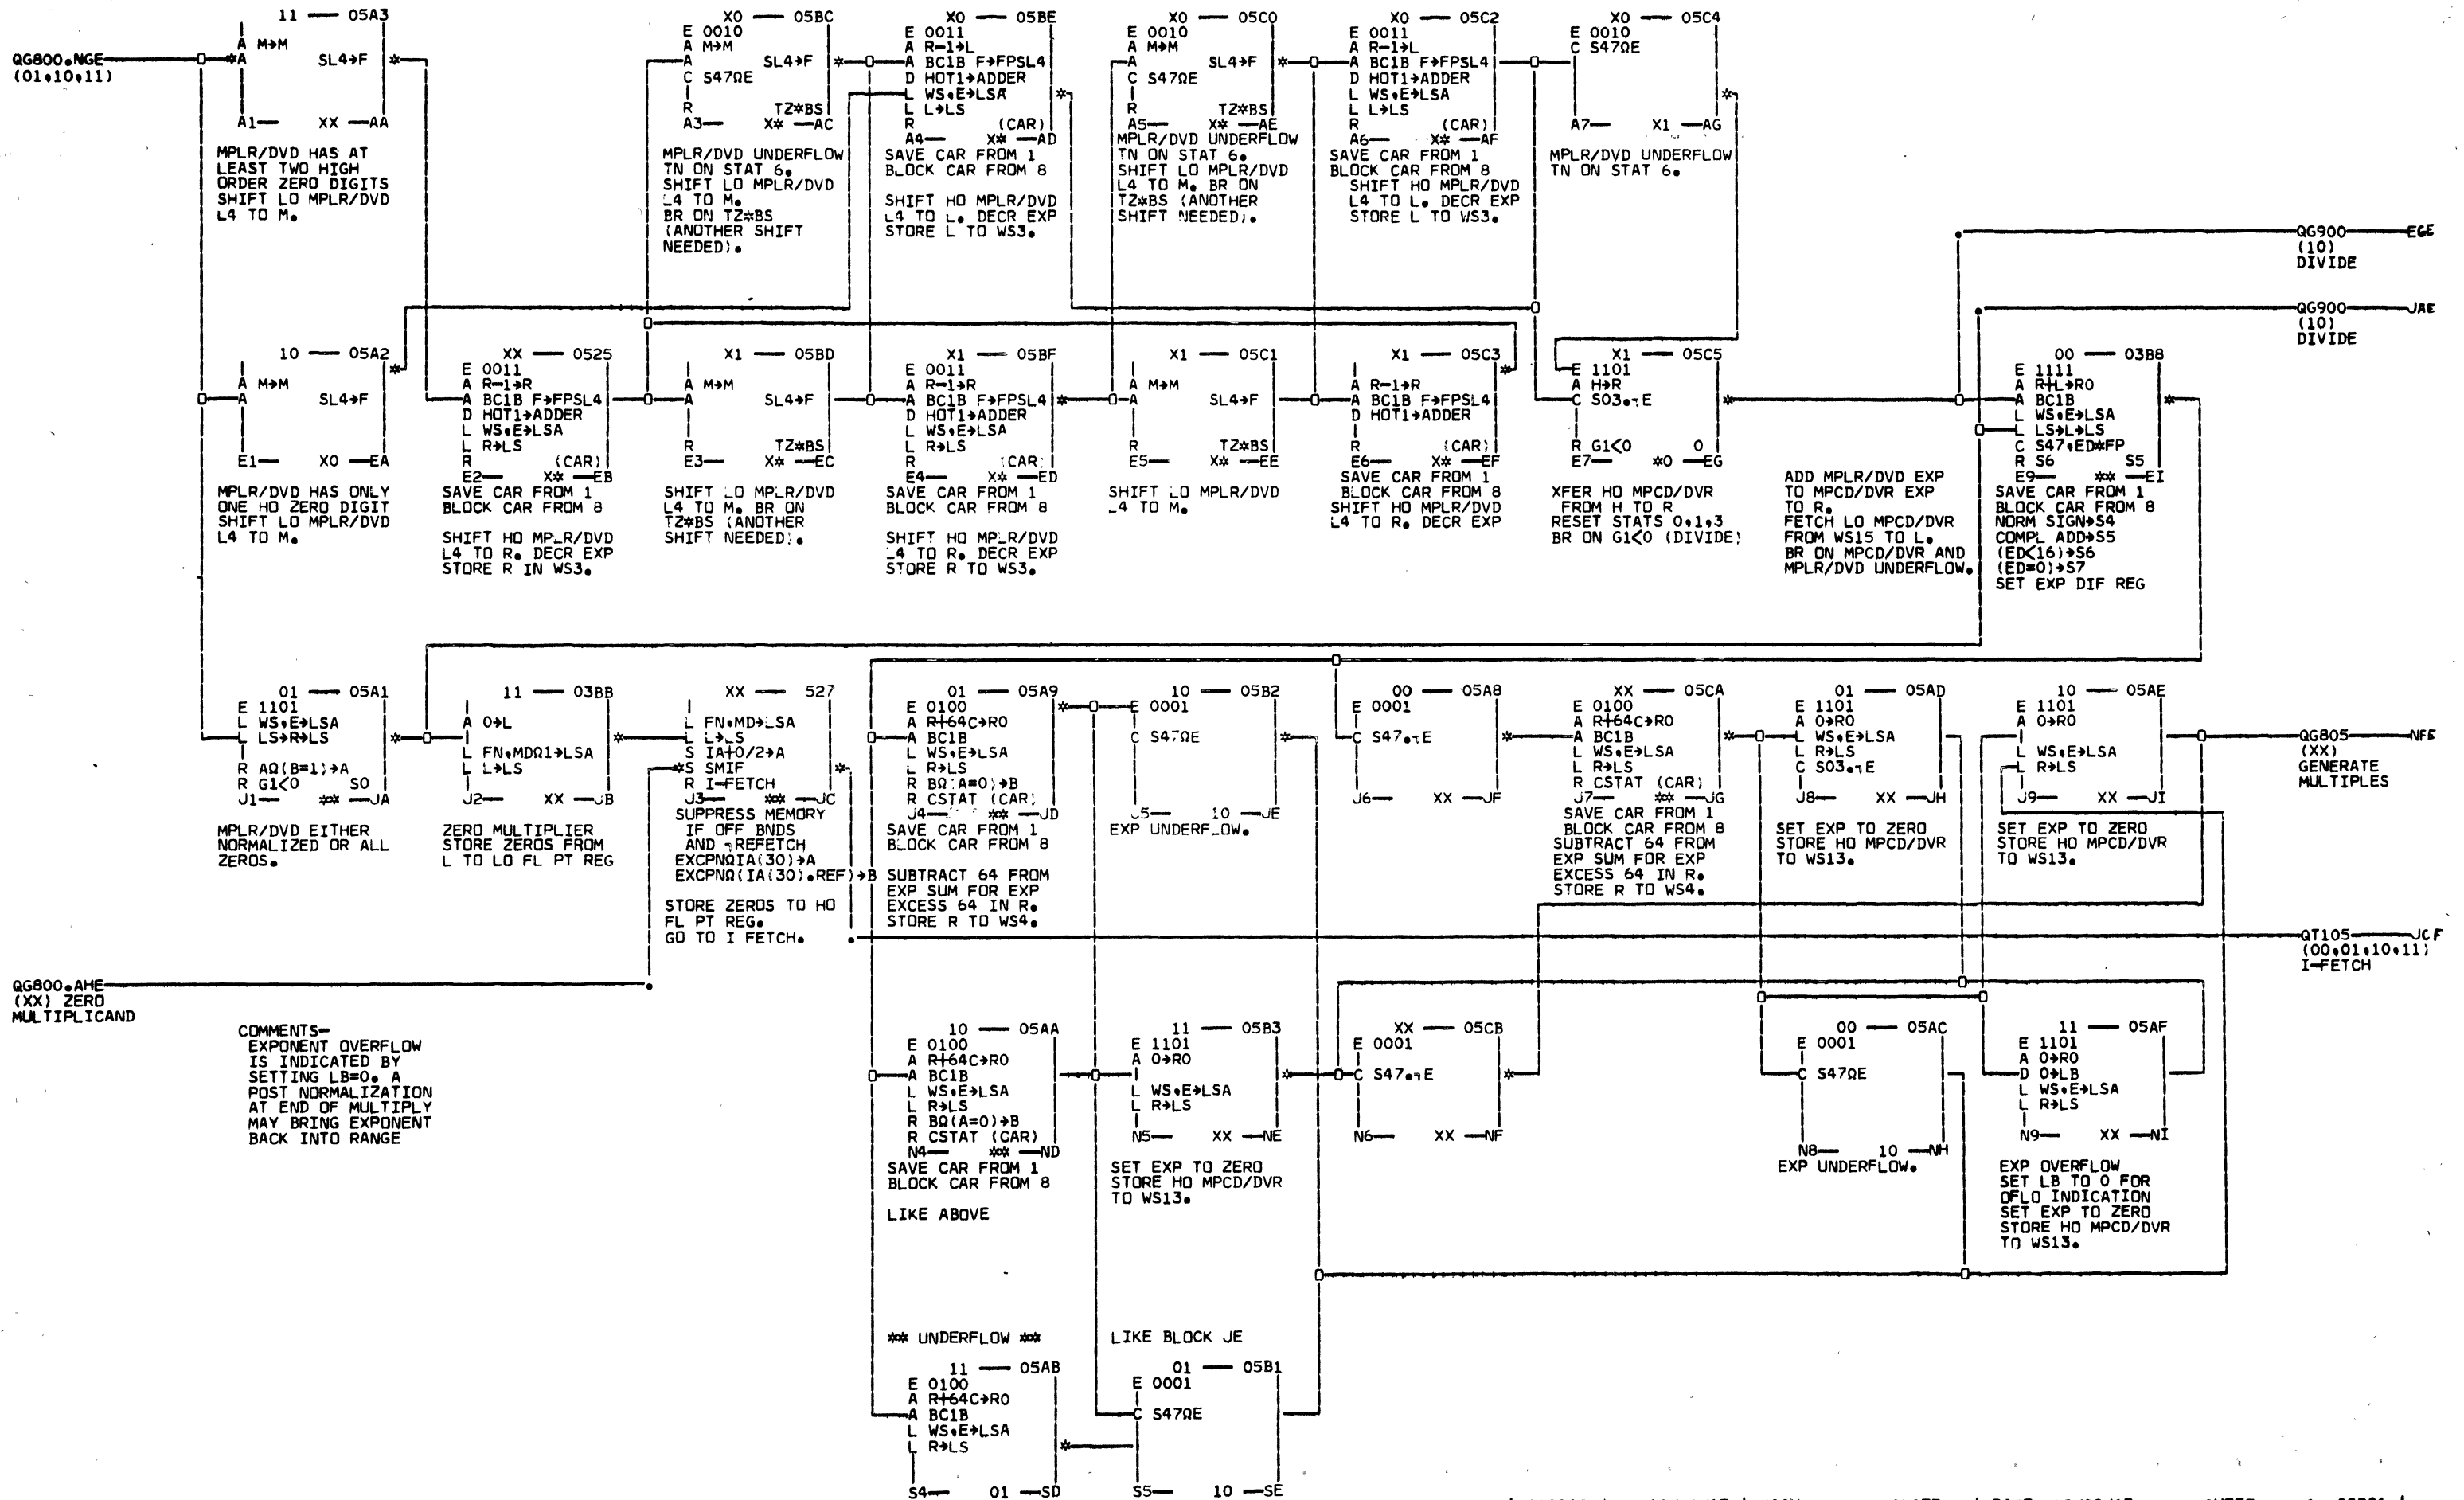 QG800.NGE
(01,10,11)
11 — 05A3
A M→M
A SL4→F
A1— XX —AA
MPLR/DVD HAS AT
LEAST TWO HIGH
ORDER ZERO DIGITS
SHIFT LO MPLR/DVD
L4 TO M.
X0 — 05BC
E 0010
A M→M
A SL4→F
C S47ΩE
R TZ*BS
A3— X* —AC
MPLR/DVD UNDERFLOW
TN ON STAT 6.
SHIFT LO MPLR/DVD
L4 TO M.
BR ON TZ*BS
(ANOTHER SHIFT
NEEDED).
X0 — 05BE
E 0011
A R-1→L
A BC1B F→FPSL4
D HOT1→ADDER
L WS,E→LSA
L L→LS
R (CAR)
A4— X* —AD
SAVE CAR FROM 1
BLOCK CAR FROM 8
SHIFT HO MPLR/DVD
L4 TO L. DECR EXP
STORE L TO WS3.
X0 — 05C0
E 0010
A M→M
A SL4→F
C S47ΩE
R TZ*BS
A5— X* —AE
MPLR/DVD UNDERFLOW
TN ON STAT 6.
SHIFT LO MPLR/DVD
L4 TO M. BR ON
TZ*BS (ANOTHER
SHIFT NEEDED).
X0 — 05C2
E 0011
A R-1→L
A BC1B F→FPSL4
D HOT1→ADDER
L WS,E→LSA
L L→LS
R (CAR)
A6— X* —AF
SAVE CAR FROM 1
BLOCK CAR FROM 8
SHIFT HO MPLR/DVD
L4 TO L. DECR EXP
STORE L TO WS3.
X0 — 05C4
E 0010
C S47ΩE
A7— X1 —AG
MPLR/DVD UNDERFLOW
TN ON STAT 6.
QG900 —EGE
(10)
DIVIDE
QG900 —JAE
(10)
DIVIDE
10 — 05A2
A M→M
A SL4→F
E1— X0 —EA
MPLR/DVD HAS ONLY
ONE HO ZERO DIGIT
SHIFT LO MPLR/DVD
L4 TO M.
XX — 0525
E 0011
A R-1→R
A BC1B F→FPSL4
D HOT1→ADDER
L WS,E→LSA
L R→LS
R (CAR)
E2— X* —EB
SAVE CAR FROM 1
BLOCK CAR FROM 8
SHIFT HO MPLR/DVD
L4 TO R. DECR EXP
STORE R IN WS3.
X1 — 05BD
A M→M
A SL4→F
R TZ*BS
E3— X* —EC
SHIFT LO MPLR/DVD
L4 TO M. BR ON
TZ*BS (ANOTHER
SHIFT NEEDED).
X1 — 05BF
E 0011
A R-1→R
A BC1B F→FPSL4
D HOT1→ADDER
L WS,E→LSA
L R→LS
R (CAR)
E4— X* —ED
SAVE CAR FROM 1
BLOCK CAR FROM 8
SHIFT HO MPLR/DVD
L4 TO R. DECR EXP
STORE R TO WS3.
X1 — 05C1
A M→M
A SL4→F
R TZ*BS
E5— X* —EE
SHIFT LO MPLR/DVD
L4 TO M.
X1 — 05C3
E 0011
A R-1→R
A BC1B F→FPSL4
D HOT1→ADDER
R (CAR)
E6— X* —EF
SAVE CAR FROM 1
BLOCK CAR FROM 8
SHIFT HO MPLR/DVD
L4 TO R. DECR EXP
X1 — 05C5
E 1101
A H→R
C S03.¬E
R G1<0 0
E7— *0 —EG
XFER HO MPCD/DVR
FROM H TO R
RESET STATS 0,1,3
BR ON G1<0 (DIVIDE)
ADD MPLR/DVD EXP
TO MPCD/DVR EXP
TO R.
FETCH LO MPCD/DVR
FROM WS15 TO L.
BR ON MPCD/DVR AND
MPLR/DVD UNDERFLOW.
00 — 03B8
E 1111
A R+L→R0
A BC1B
L WS,E→LSA
L LS→L→LS
C S47,ED*FP
R S6 S5
E9— ** —EI
SAVE CAR FROM 1
BLOCK CAR FROM 8
NORM SIGN→S4
COMPL ADD→S5
(ED<16)→S6
(ED=0)→S7
SET EXP DIF REG
01 — 05A1
E 1101
L WS,E→LSA
L LS→R→LS
R AΩ(B=1)→A
R G1<0 S0
J1— ** —JA
MPLR/DVD EITHER
NORMALIZED OR ALL
ZEROS.
11 — 03BB
A 0→L
L FN,MDΩ1→LSA
L L→LS
J2— XX —JB
ZERO MULTIPLIER
STORE ZEROS FROM
L TO LO FL PT REG
XX — 527
L FN,MD→LSA
L L→LS
S IA+0/2→A
S SMIF
R I-FETCH
J3— ** —JC
SUPPRESS MEMORY
IF OFF BNDS
AND ¬REFETCH
EXCPNΩIA(30)→A
EXCPNΩ(IA(30).REF)→B
STORE ZEROS TO HO
FL PT REG.
GO TO I FETCH.
01 — 05A9
E 0100
A R+64C→R0
A BC1B
L WS,E→LSA
L R→LS
R BΩ(A=0)→B
R CSTAT (CAR)
J4— ** —JD
SAVE CAR FROM 1
BLOCK CAR FROM 8
SUBTRACT 64 FROM
EXP SUM FOR EXP
EXCESS 64 IN R.
STORE R TO WS4.
10 — 05B2
E 0001
C S47ΩE
J5— 10 —JE
EXP UNDERFLOW.
00 — 05A8
E 0001
C S47.¬E
J6— XX —JF
XX — 05CA
E 0100
A R+64C→R0
A BC1B
L WS,E→LSA
L R→LS
R CSTAT (CAR)
J7— ** —JG
SAVE CAR FROM 1
BLOCK CAR FROM 8
SUBTRACT 64 FROM
EXP SUM FOR EXP
EXCESS 64 IN R.
STORE R TO WS4.
01 — 05AD
E 1101
A 0→R0
L WS,E→LSA
L R→LS
C S03.¬E
J8— XX —JH
SET EXP TO ZERO
STORE HO MPCD/DVR
TO WS13.
10 — 05AE
E 1101
A 0→R0
L WS,E→LSA
L R→LS
J9— XX —JI
SET EXP TO ZERO
STORE HO MPCD/DVR
TO WS13.
QG805 —NFE
(XX)
GENERATE
MULTIPLES
QT105 —JCF
(00,01,10,11)
I-FETCH
QG800.AHE
(XX) ZERO
MULTIPLICAND
COMMENTS-
EXPONENT OVERFLOW
IS INDICATED BY
SETTING LB=0. A
POST NORMALIZATION
AT END OF MULTIPLY
MAY BRING EXPONENT
BACK INTO RANGE
10 — 05AA
E 0100
A R+64C→R0
A BC1B
L WS,E→LSA
L R→LS
R BΩ(A=0)→B
R CSTAT (CAR)
N4— ** —ND
SAVE CAR FROM 1
BLOCK CAR FROM 8
LIKE ABOVE
11 — 05B3
E 1101
A 0→R0
L WS,E→LSA
L R→LS
N5— XX —NE
SET EXP TO ZERO
STORE HO MPCD/DVR
TO WS13.
XX — 05CB
E 0001
C S47.¬E
N6— XX —NF
00 — 05AC
E 0001
C S47ΩE
N8— 10 —NH
EXP UNDERFLOW.
11 — 05AF
E 1101
A 0→R0
D 0→LB
L WS,E→LSA
L R→LS
N9— XX —NI
EXP OVERFLOW
SET LB TO 0 FOR
OFLO INDICATION
SET EXP TO ZERO
STORE HO MPCD/DVR
TO WS13.
** UNDERFLOW **
11 — 05AB
E 0100
A R+64C→R0
A BC1B
L WS,E→LSA
L R→LS
S4— 01 —SD
LIKE BLOCK JE
01 — 05B1
E 0001
C S47ΩE
S5— 10 —SE